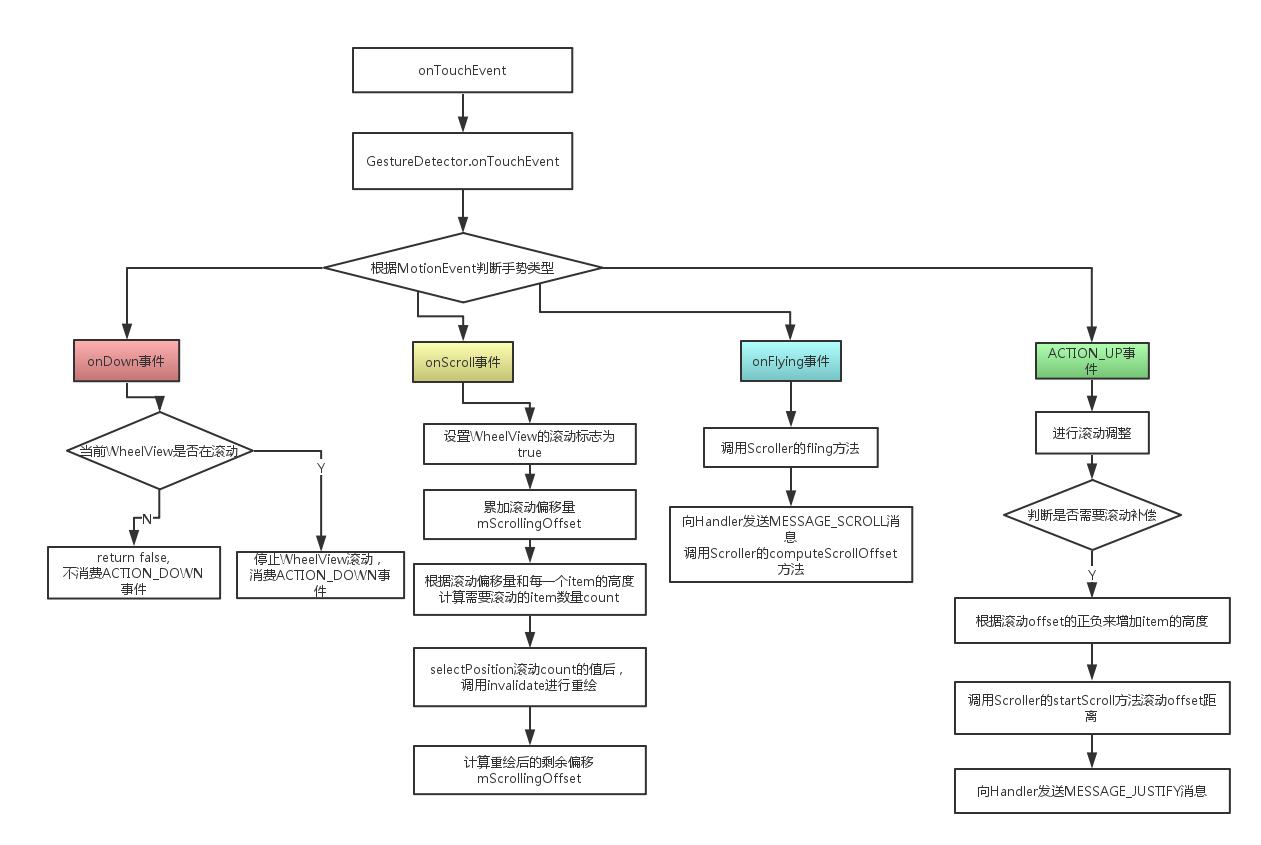 onTouchEvent
GestureDetector.onTouchEvent
根据MotionEvent判断手势类型
onDown事件
当前WheelView是否在滚动
Y
N
return false,
不消费ACTION_DOWN
事件
停止WheelView滚动，
消费ACTION_DOWN事
件
onScroll事件
设置WheelView的滚动标志为
true
累加滚动偏移量
mScrollingOffset
根据滚动偏移量和每一个item的高度
计算需要滚动的item数量count
selectPosition滚动count的值后，
调用invalidate进行重绘
计算重绘后的剩余偏移
mScrollingOffset
onFlying事件
调用Scroller的fling方法
向Handler发送MESSAGE_SCROLL消
息
调用Scroller的computeScrollOffset
方法
ACTION_UP事
件
进行滚动调整
判断是否需要滚动补偿
Y
根据滚动offset的正负来增加item的高度
调用Scroller的startScroll方法滚动offset距
离
向Handler发送MESSAGE_JUSTIFY消息